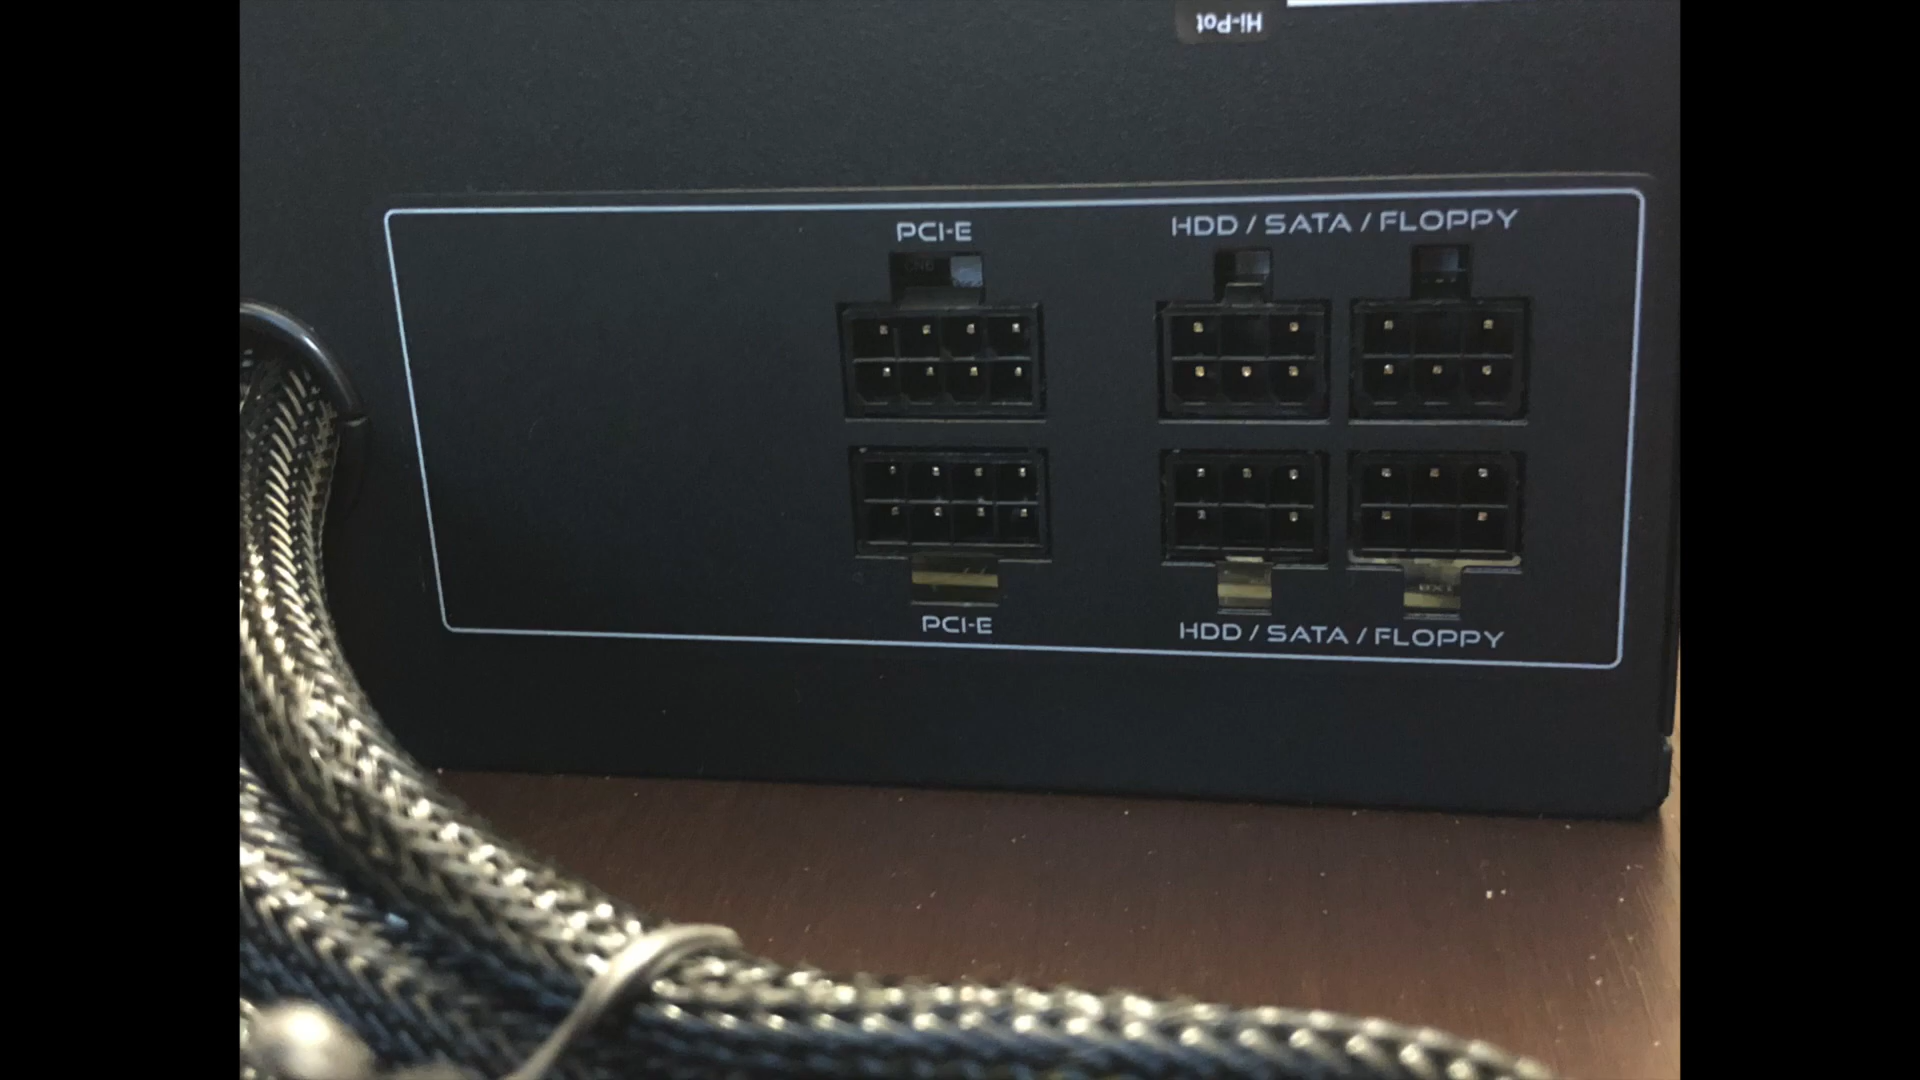 Hi-Pot
PCI-E
HDD / SATA / FLOPPY
PCI-E
HDD / SATA / FLOPPY